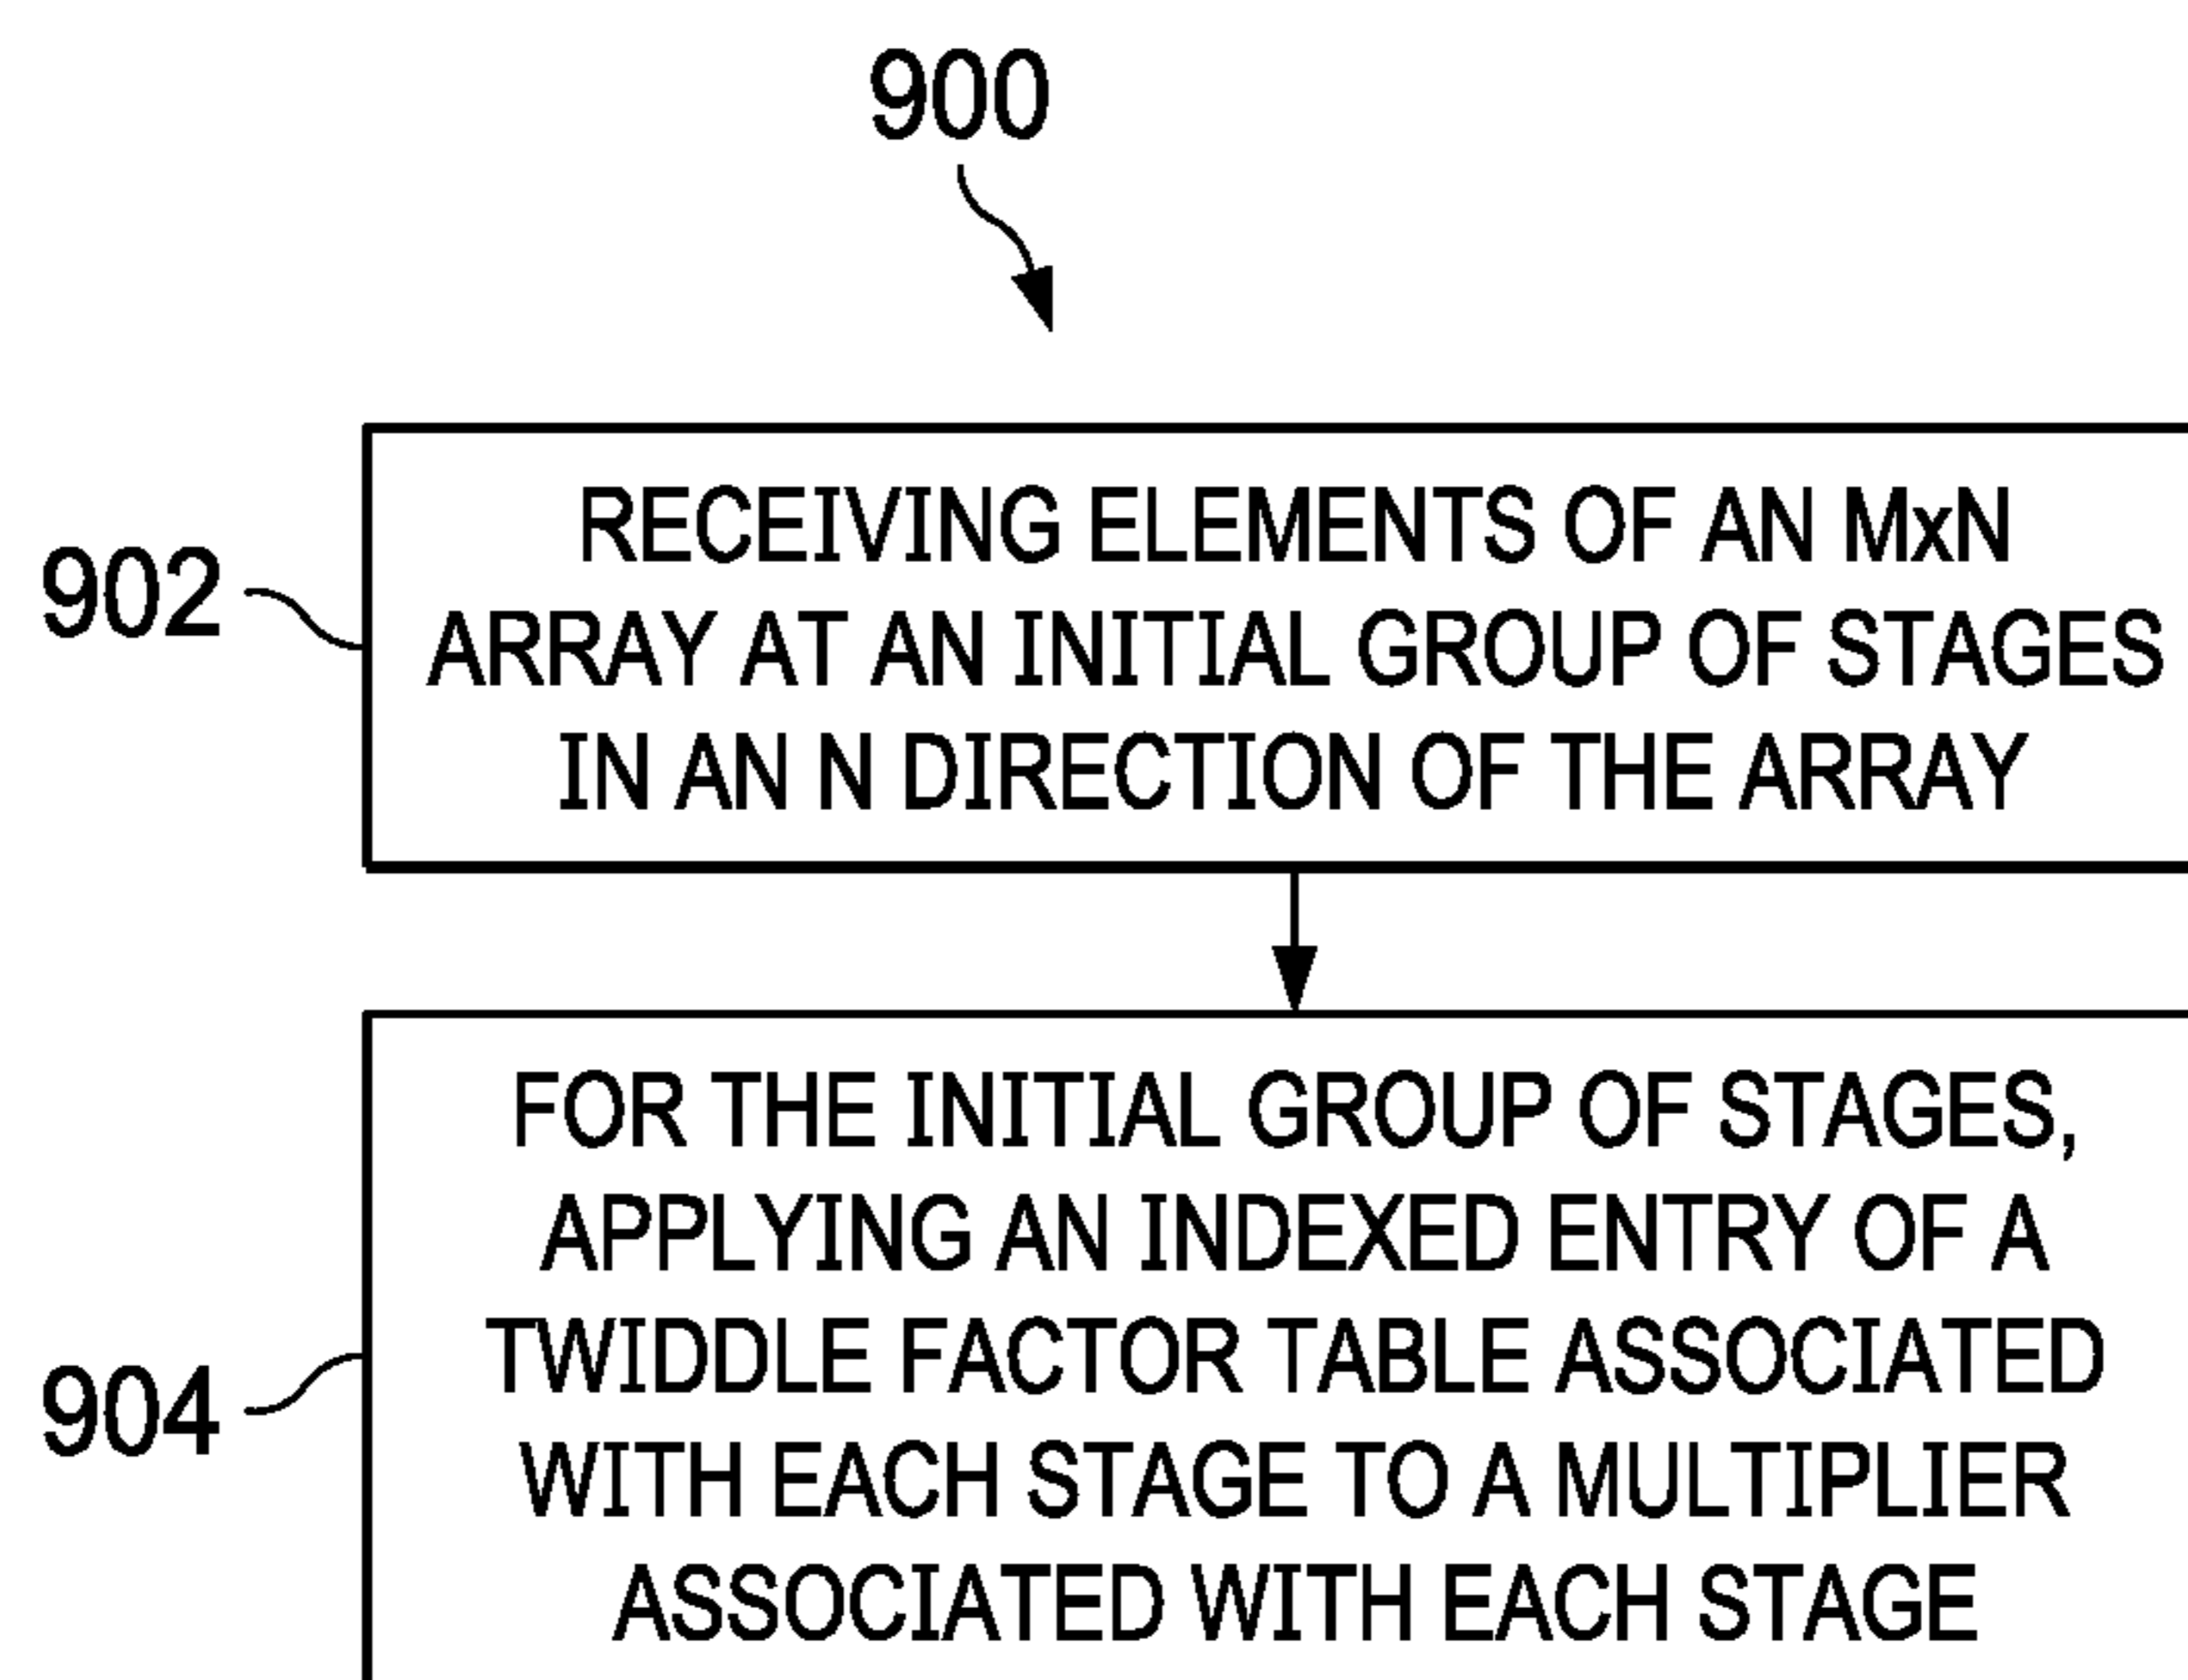 900
902
RECEIVING ELEMENTS OF AN MxN
ARRAY AT AN INITIAL GROUP OF STAGES
IN AN N DIRECTION OF THE ARRAY
904
FOR THE INITIAL GROUP OF STAGES,
APPLYING AN INDEXED ENTRY OF A
TWIDDLE FACTOR TABLE ASSOCIATED
WITH EACH STAGE TO A MULTIPLIER
ASSOCIATED WITH EACH STAGE